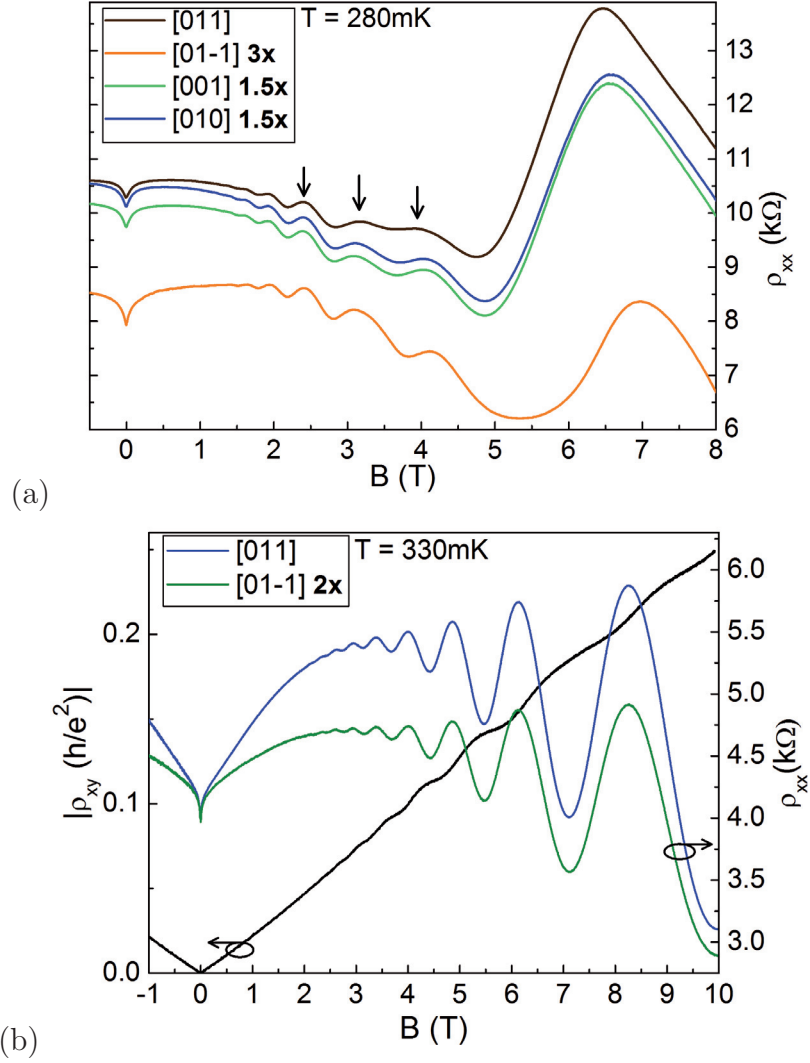 [011]
[01-1] 3x
[001] 1.5x
[010] 1.5x
T = 280mK
13
12
11
10
9
8
7
6
ρxx (kΩ)
0 1 2 3 4 5 6 7 8
B (T)
(a)
[011]
[01-1] 2x
T = 330mK
0.2
0.1
0.0
|ρxy (h/e²)|
6.0
5.5
5.0
4.5
4.0
3.5
3.0
ρxx (kΩ)
-1 0 1 2 3 4 5 6 7 8 9 10
B (T)
(b)